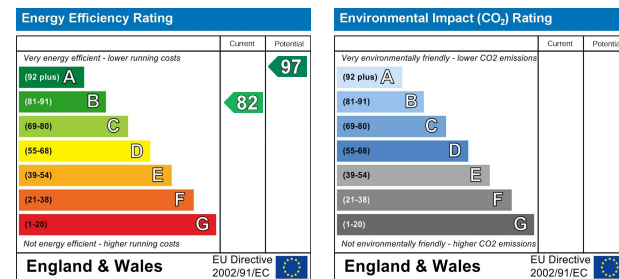 Energy Efficiency Rating
Current Potential
Very energy efficient - lower running costs
(92 plus) A
97
(81-91) B
82
(69-80) C
(55-68) D
(39-54) E
(21-38) F
(1-20) G
Not energy efficient - higher running costs
England & Wales
EU Directive
2002/91/EC
Environmental Impact (CO₂) Rating
Current Potential
Very environmentally friendly - lower CO2 emissions
(92 plus) A
(81-91) B
(69-80) C
(55-68) D
(39-54) E
(21-38) F
(1-20) G
Not environmentally friendly - higher CO2 emissions
England & Wales
EU Directive
2002/91/EC